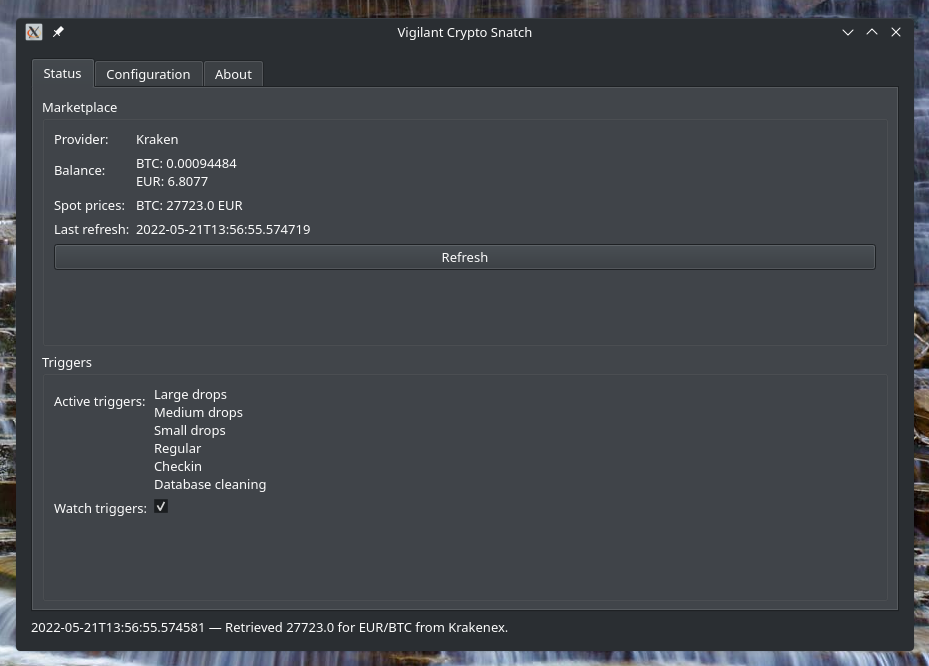 Vigilant Crypto Snatch
Status
Configuration
About
Marketplace
Provider: Kraken
Balance: BTC: 0.00094484
EUR: 6.8077
Spot prices: BTC: 27723.0 EUR
Last refresh: 2022-05-21T13:56:55.574719
Refresh
Triggers
Active triggers: Large drops
Medium drops
Small drops
Regular
Checkin
Database cleaning
Watch triggers:
2022-05-21T13:56:55.574581 — Retrieved 27723.0 for EUR/BTC from Krakenex.